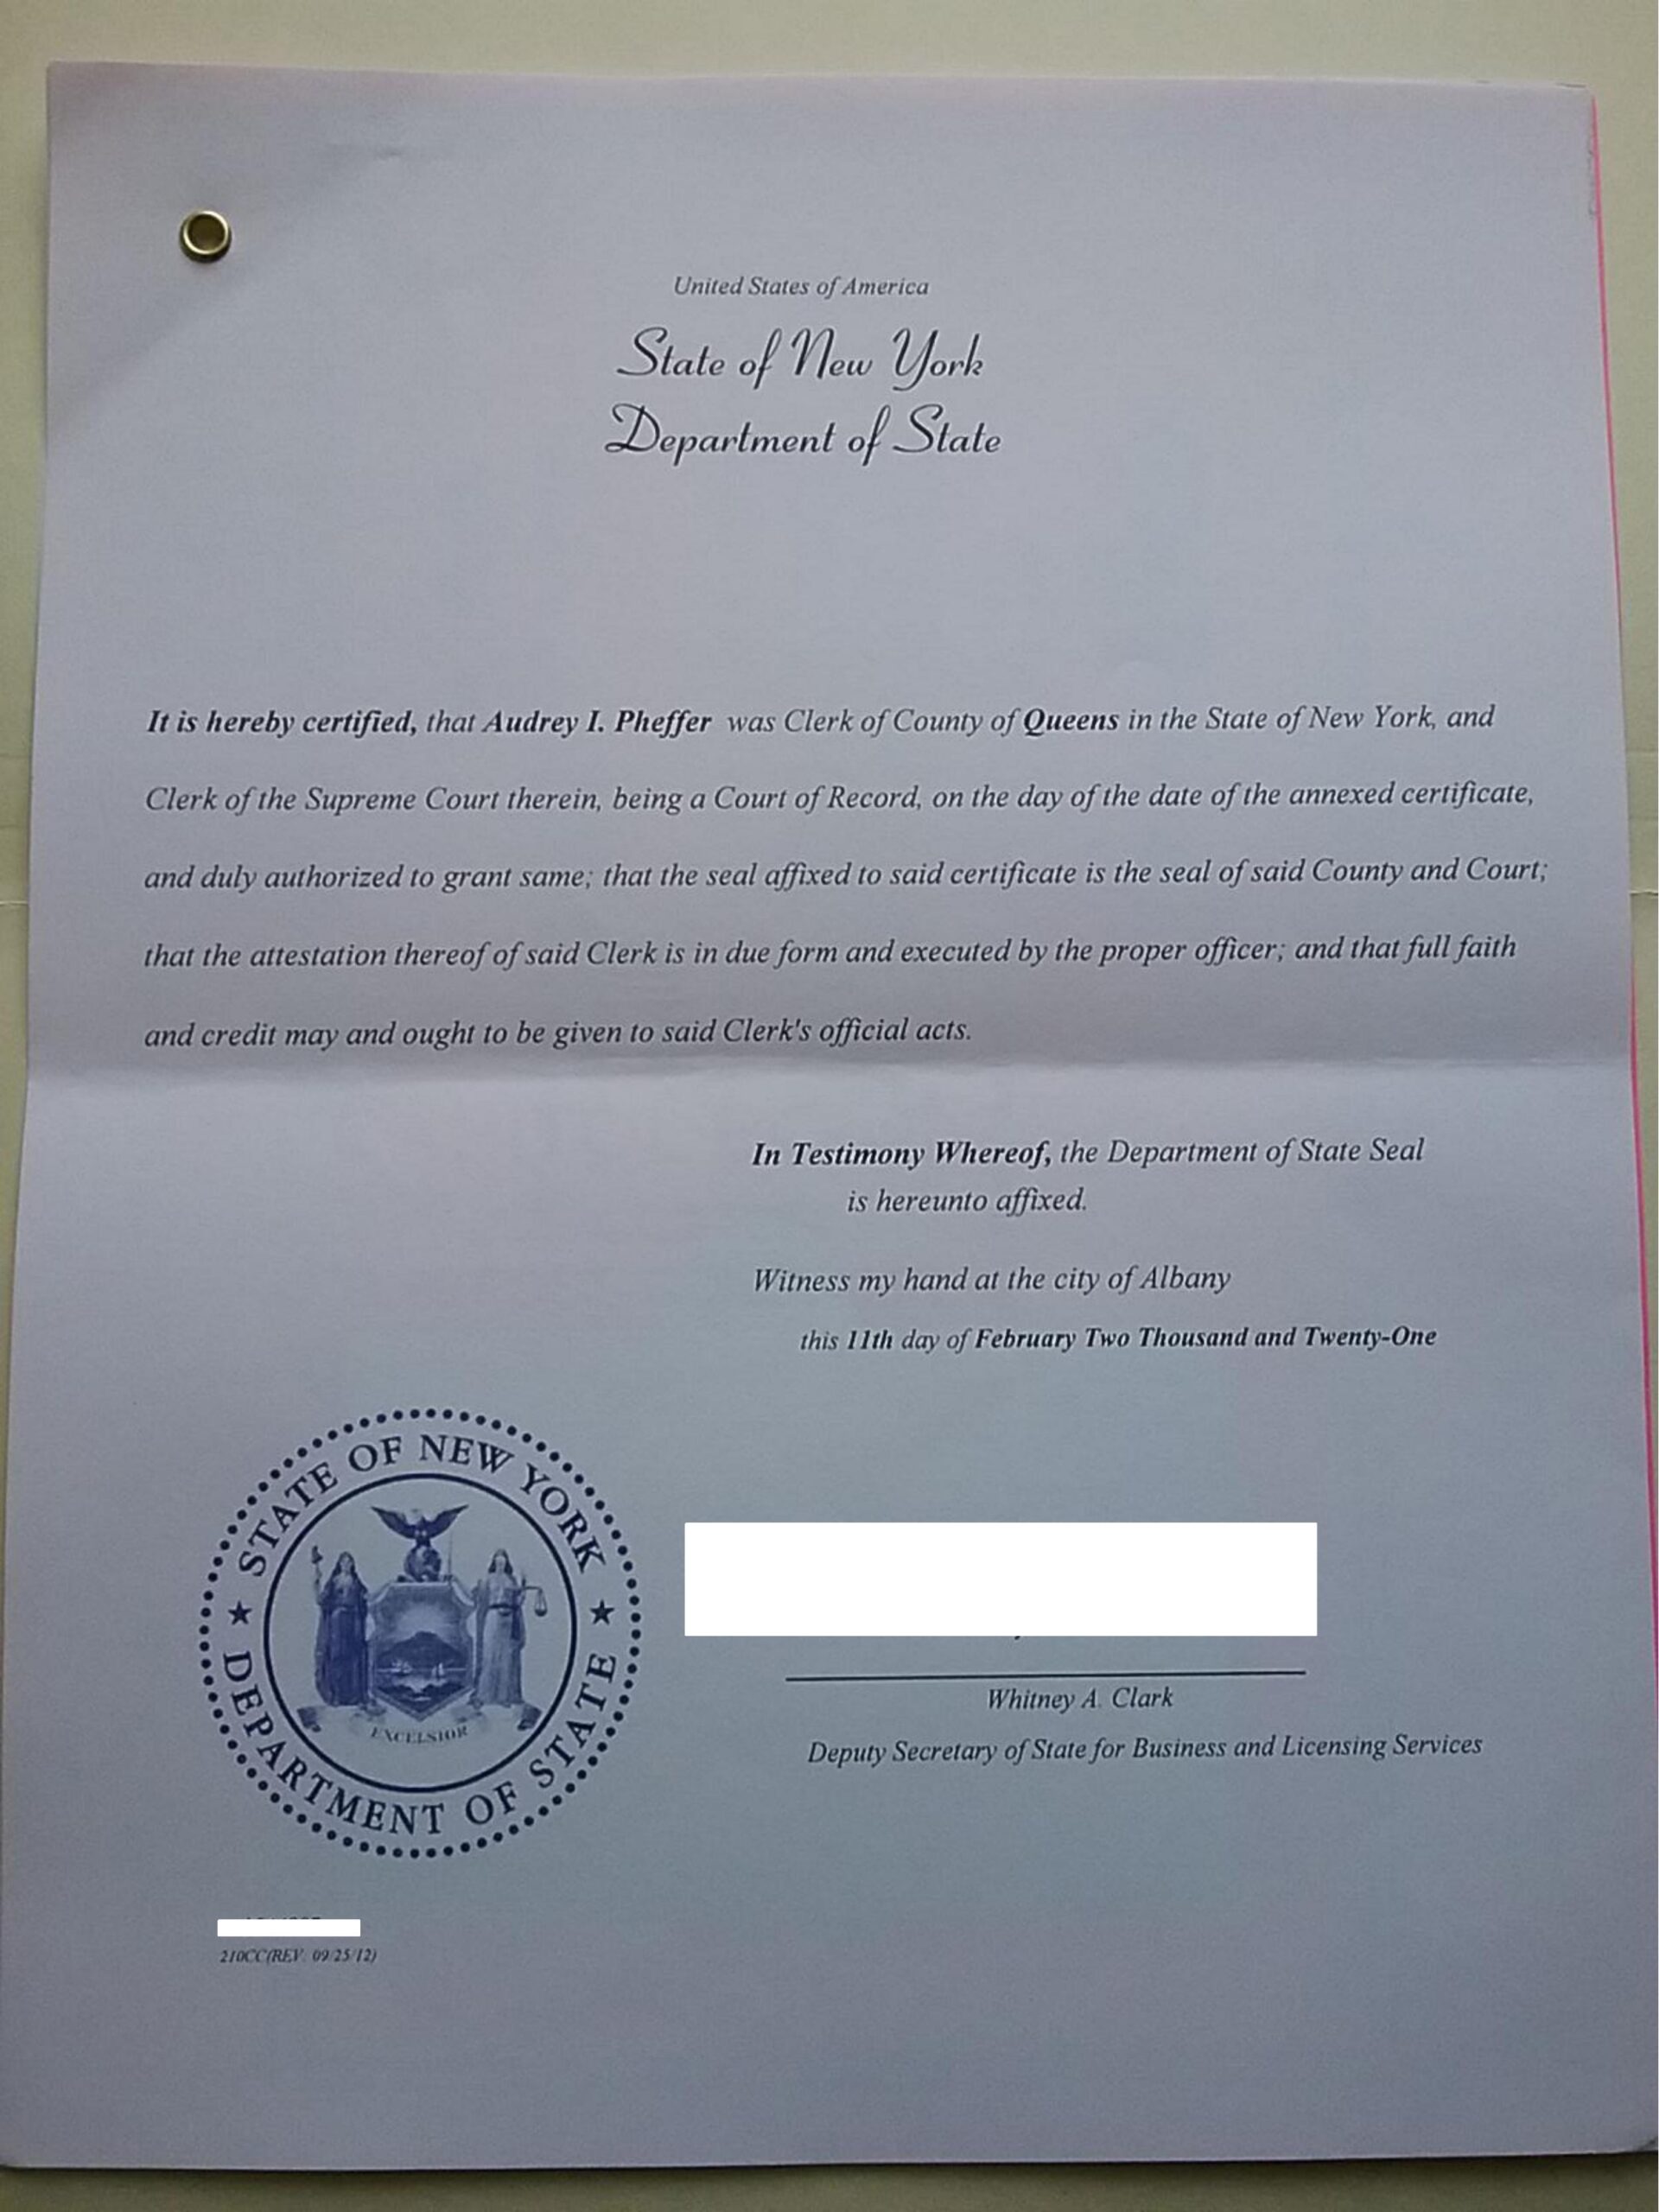 United States of America
State of New York
Department of State
It is hereby certified, that Audrey I. Pheffer was Clerk of County of Queens in the State of New York, and
Clerk of the Supreme Court therein, being a Court of Record, on the day of the date of the annexed certificate,
and duly authorized to grant same; that the seal affixed to said certificate is the seal of said County and Court;
that the attestation thereof of said Clerk is in due form and executed by the proper officer; and that full faith
and credit may and ought to be given to said Clerk's official acts.
In Testimony Whereof, the Department of State Seal
is hereunto affixed.
Witness my hand at the city of Albany
this 11th day of February Two Thousand and Twenty-One
STATE OF NEW YORK
EXCELSIOR
DEPARTMENT OF STATE
Whitney A. Clark
Deputy Secretary of State for Business and Licensing Services
210CC(REV. 09/25/12)